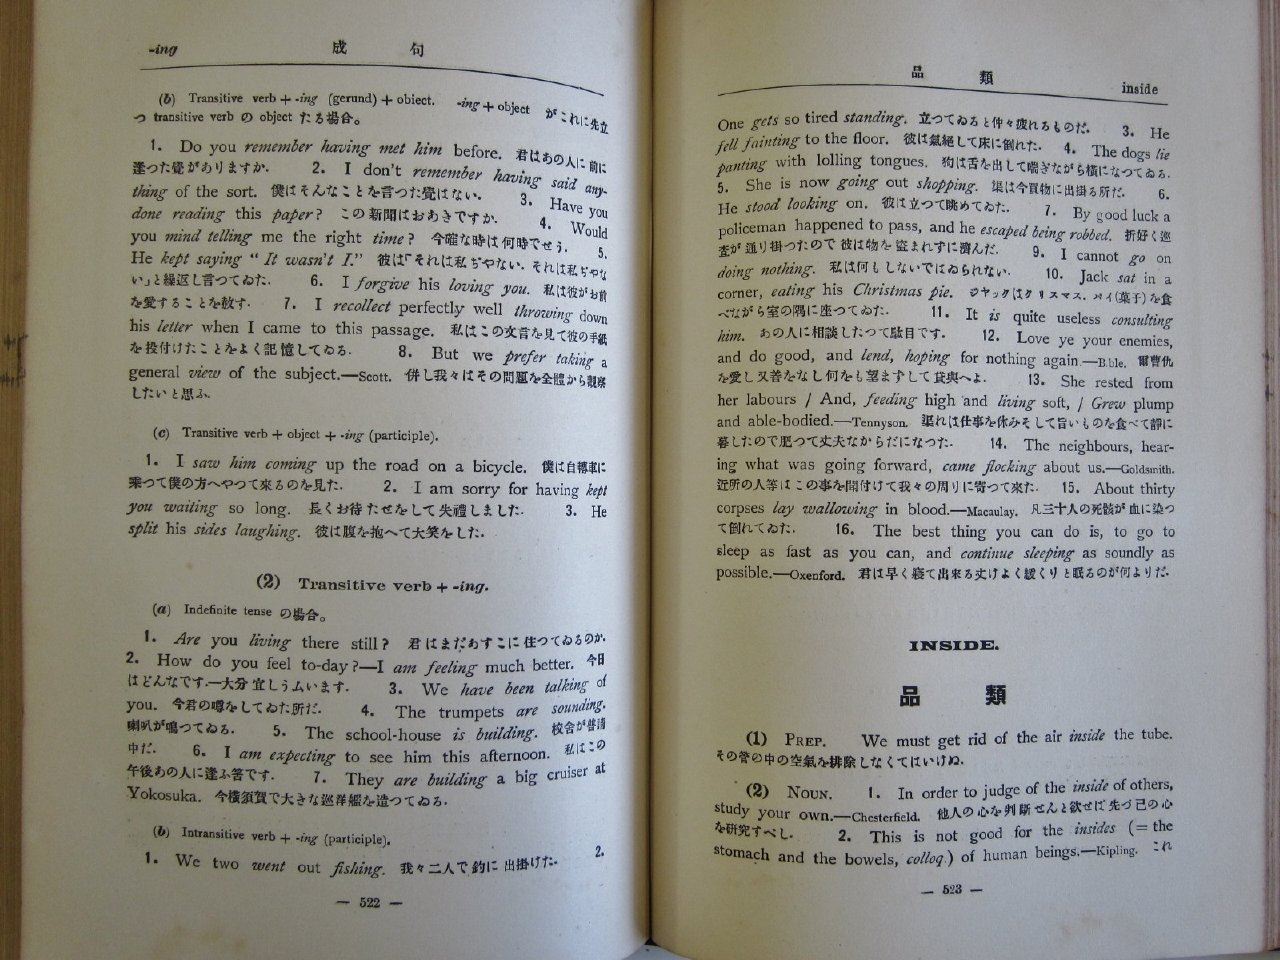 -ing 成句
(b) Transitive verb + -ing (gerund) + object. -ing + object がこれに先立
つ transitive verb の object たる場合。
1. Do you remember having met him before. 君はあの人に前に
逢つた覺がありますか. 2. I don't remember having said any-
thing of the sort. 僕はそんなことを言つた覺はない. 3. Have you
done reading this paper? この新聞はおあきですか. 4. Would
you mind telling me the right time? 今確な時は何時でせう. 5.
He kept saying "It wasn't I." 彼は「それは私ぢやない、それは私ぢやな
い」と繰返し言つてゐた. 6. I forgive his loving you. 私は彼がお前
を愛することを赦す. 7. I recollect perfectly well throwing down
his letter when I came to this passage. 私はこの文言を見て彼の手紙
を投付けたことをよく記憶してゐる. 8. But we prefer taking a
general view of the subject.—Scott. 併し我々はその問題を全體から觀察
したいと思ふ.
(c) Transitive verb + object + -ing (participle).
1. I saw him coming up the road on a bicycle. 僕は自轉車に
乘つて僕の方へやつて來るのを見た. 2. I am sorry for having kept
you waiting so long. 長くお待たせをして失禮しました. 3. He
split his sides laughing. 彼は腹を抱へて大笑をした.
(2) Transitive verb + -ing.
(a) Indefinite tense の場合。
1. Are you living there still? 君はまだあすこに住つてゐるのか.
2. How do you feel to-day?—I am feeling much better. 今日
はどんなです.—大分宜しうムいます. 3. We have been talking of
you. 今君の噂をしてゐた所だ. 4. The trumpets are sounding.
喇叭が鳴つてゐる. 5. The school-house is building. 校舍が普請
中だ. 6. I am expecting to see him this afternoon. 私はこの
午後あの人に逢ふ筈です. 7. They are building a big cruiser at
Yokosuka. 今横須賀で大きな巡洋艦を造つてゐる.
(b) Intransitive verb + -ing (participle).
1. We two went out fishing. 我々二人で釣に出掛けた. 2.
— 522 —
品類 inside
One gets so tired standing. 立つてゐると仲々疲れるものだ. 3. He
fell fainting to the floor. 彼は氣絕して床に倒れた. 4. The dogs lie
panting with lolling tongues. 狗は舌を出して喘ぎながら横になつてゐる.
5. She is now going out shopping. 渠は今買物に出掛る所だ. 6.
He stood looking on. 彼は立つて眺めてゐた. 7. By good luck a
policeman happened to pass, and he escaped being robbed. 折好く巡
査が通り掛つたので彼は物を盗まれずに濟んだ. 9. I cannot go on
doing nothing. 私は何もしないではゐられない. 10. Jack sat in a
corner, eating his Christmas pie. ヂヤックはクリスマス、パイ(菓子)を食
べながら室の隅に座つてゐた. 11. It is quite useless consulting
him. あの人に相談したつて駄目です. 12. Love ye your enemies,
and do good, and lend, hoping for nothing again.—Bible. 爾曹仇
を愛し又善をなし何をも望まずして貸與へよ. 13. She rested from
her labours / And, feeding high and living soft, / Grew plump
and able-bodied.—Tennyson. 渠れは仕事を休みそして旨いものを食べて靜に
暮したので肥つて丈夫なからだになつた. 14. The neighbours, hear-
ing what was going forward, came flocking about us.—Goldsmith.
近所の人等はこの事を聞付けて我々の周りに寄つて來た. 15. About thirty
corpses lay wallowing in blood.—Macaulay. 凡三十人の死骸が血に染つ
て倒れてゐた. 16. The best thing you can do is, to go to
sleep as fast as you can, and continue sleeping as soundly as
possible.—Oxenford. 君は早く寢て出來る丈けよく緩くりと眠るのが何よりだ.
INSIDE.
品類
(1) PREP. We must get rid of the air inside the tube.
その管の中の空氣を排除しなくてはいけぬ.
(2) NOUN. 1. In order to judge of the inside of others,
study your own.—Chesterfield. 他人の心を判斷せんと欲せば先づ己の心
を研究すべし. 2. This is not good for the insides (= the
stomach and the bowels, colloq.) of human beings.—Kipling. これ
— 523 —